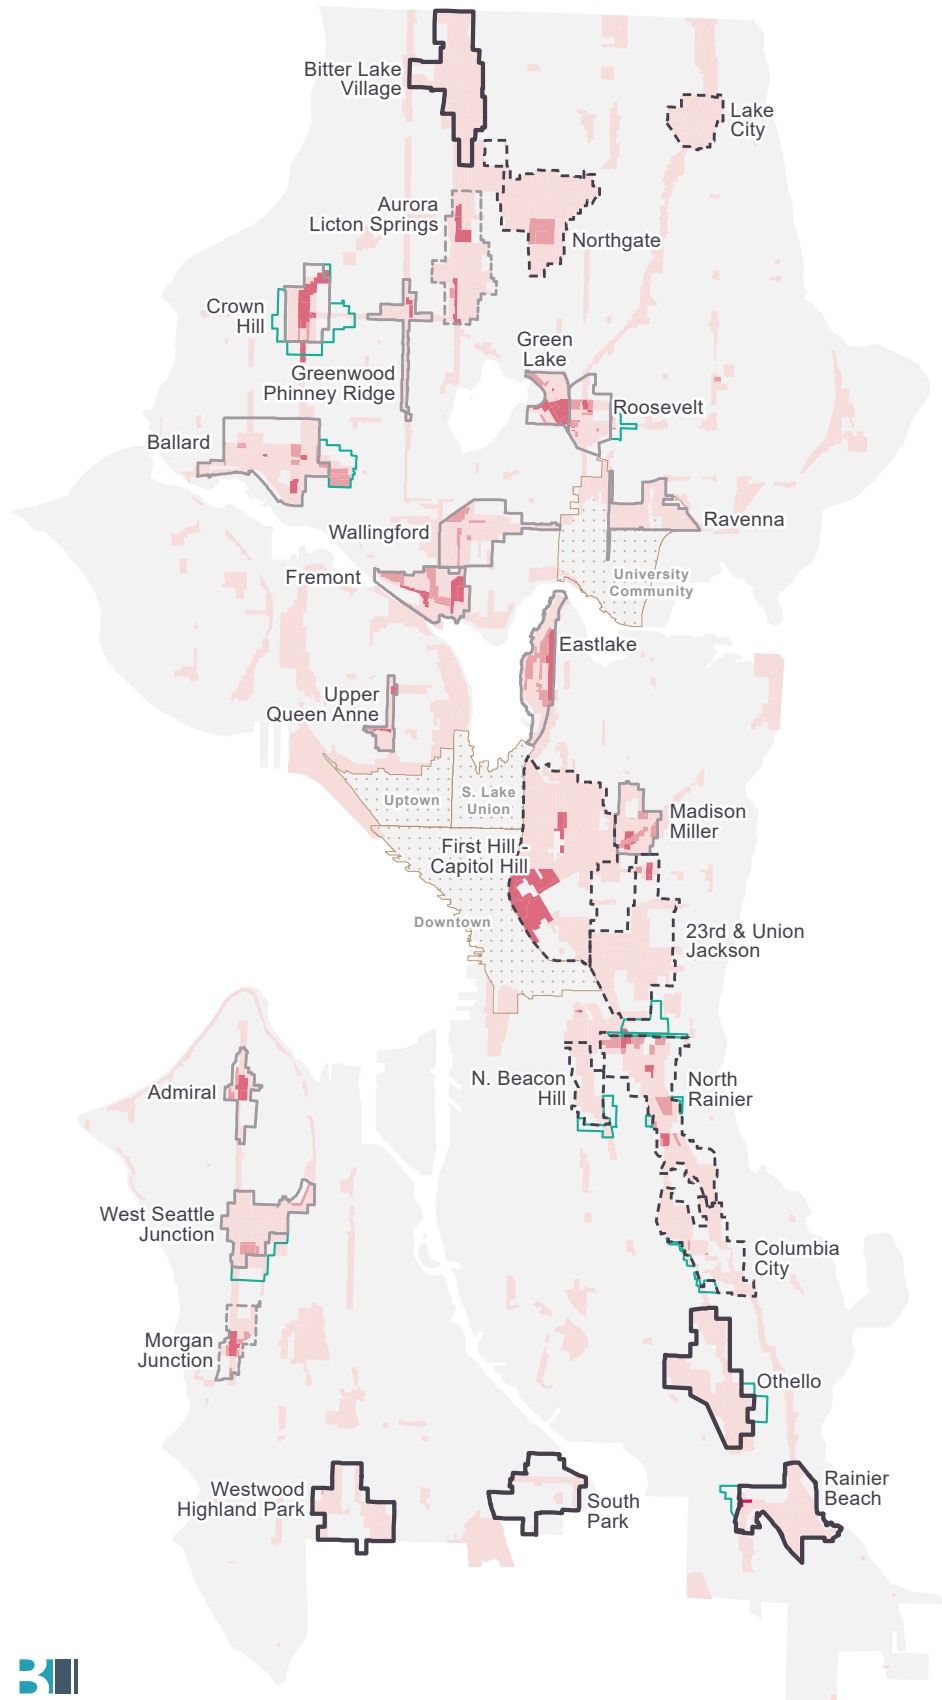 Bitter Lake
Village
Lake
City
Aurora
Licton Springs
Northgate
Crown
Hill
Green
Lake
Greenwood
Phinney Ridge
Roosevelt
Ballard
Wallingford
Ravenna
Fremont
University
Community
Eastlake
Upper
Queen Anne
Uptown
S. Lake
Union
Madison
Miller
First Hill -
Capitol Hill
Downtown
23rd & Union
Jackson
N. Beacon
Hill
North
Rainier
Admiral
West Seattle
Junction
Columbia
City
Morgan
Junction
Othello
Westwood
Highland Park
South
Park
Rainier
Beach